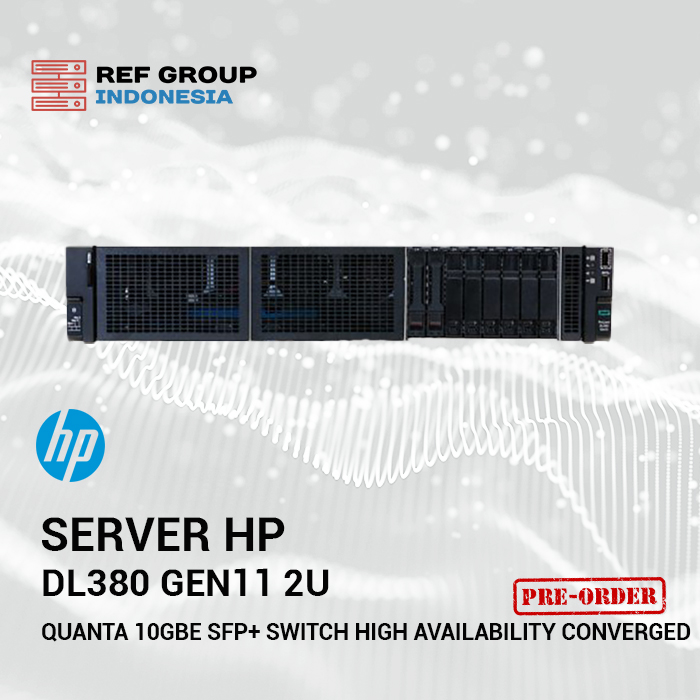 REF GROUP
INDONESIA
hp
SERVER HP
DL380 GEN11 2U
PRE-ORDER
QUANTA 10GBE SFP+ SWITCH HIGH AVAILABILITY CONVERGED